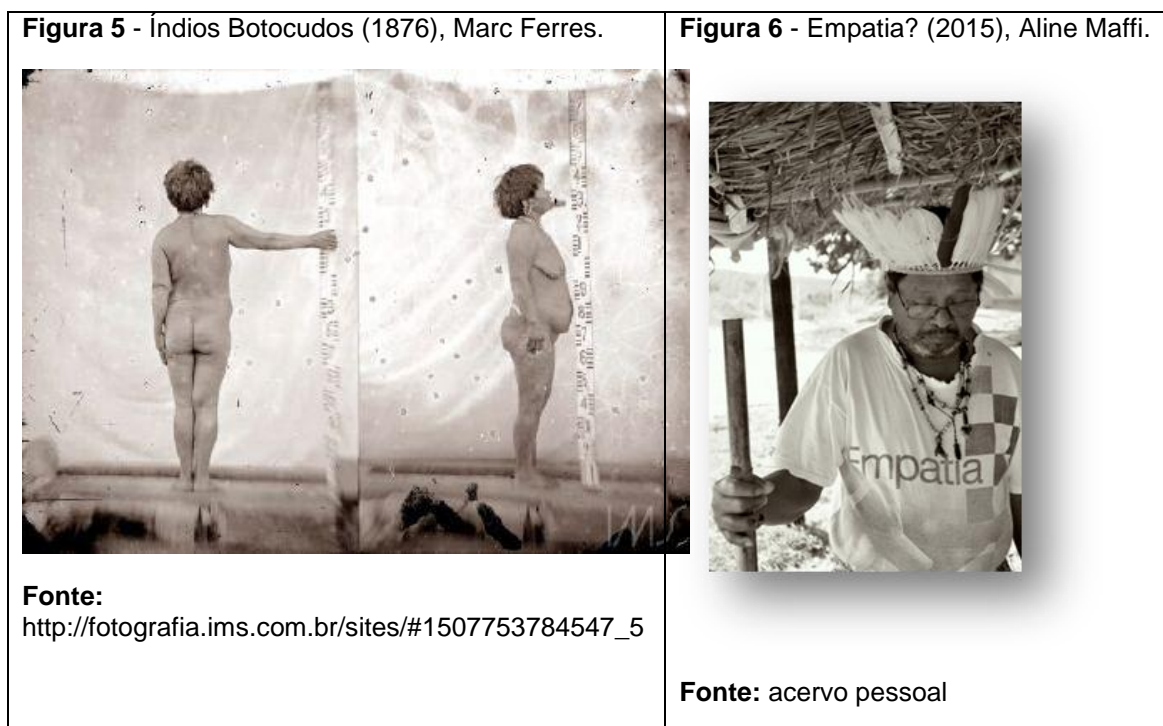 Figura 5 - Índios Botocudos (1876), Marc Ferres.
Fonte:
http://fotografia.ims.com.br/sites/#1507753784547_5
Figura 6 - Empatia? (2015), Aline Maffi.
Empatia
Fonte: acervo pessoal